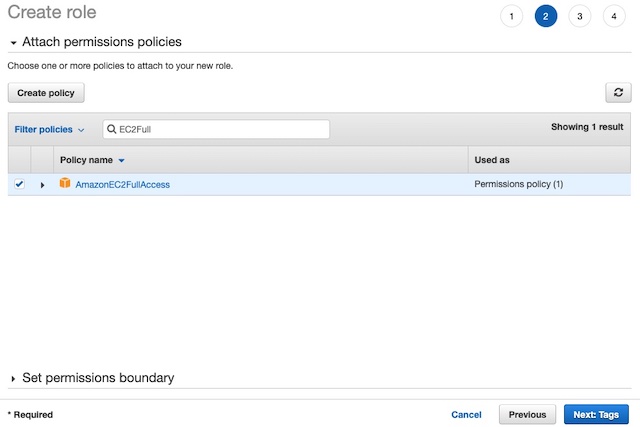 Create role
1 2 3 4
Attach permissions policies
Choose one or more policies to attach to your new role.
Create policy
Filter policies EC2Full Showing 1 result
Policy name Used as
AmazonEC2FullAccess Permissions policy (1)
Set permissions boundary
* Required Cancel Previous Next: Tags